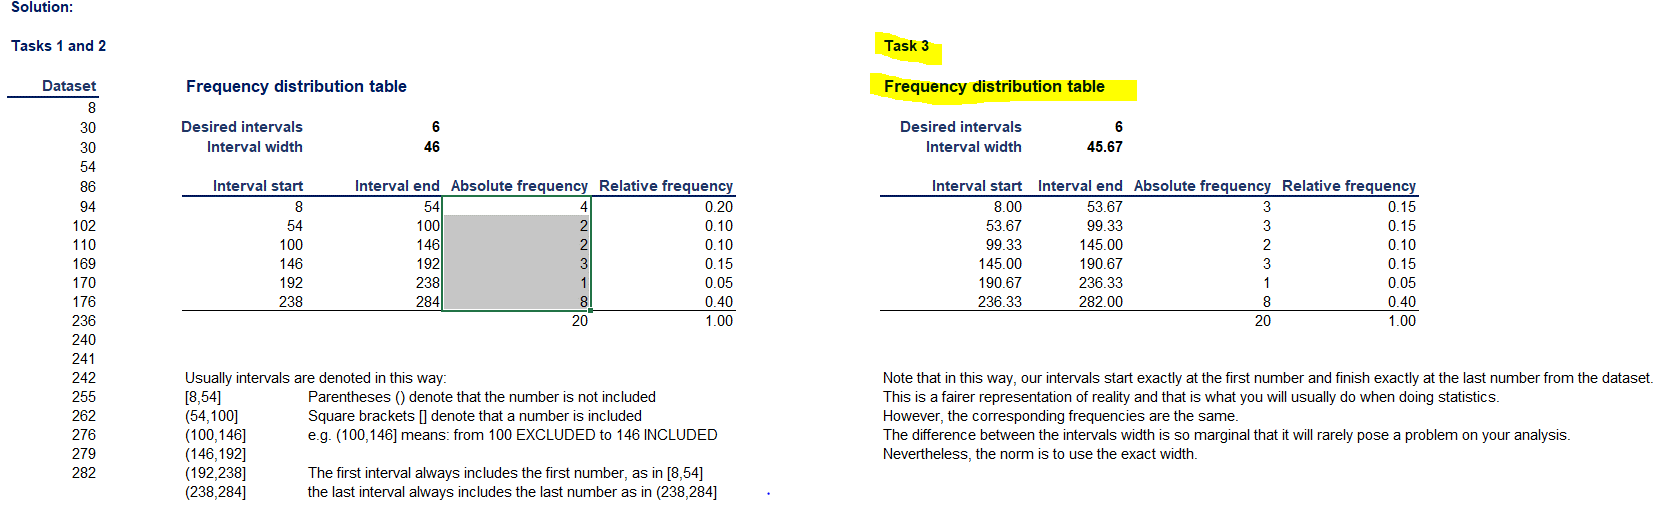 Solution:
Tasks 1 and 2
Dataset
8
30
30
54
86
94
102
110
169
170
176
236
240
241
242
255
262
276
279
282
Frequency distribution table
Desired intervals 6
Interval width 46
Interval start Interval end Absolute frequency Relative frequency
8 54 4 0.20
54 100 2 0.10
100 146 2 0.10
146 192 3 0.15
192 238 1 0.05
238 284 8 0.40
20 1.00
Usually intervals are denoted in this way:
[8,54] Parentheses () denote that the number is not included
(54,100] Square brackets [] denote that a number is included
(100,146] e.g. (100,146] means: from 100 EXCLUDED to 146 INCLUDED
(146,192]
(192,238] The first interval always includes the first number, as in [8,54]
(238,284] the last interval always includes the last number as in (238,284]
Task 3
Frequency distribution table
Desired intervals 6
Interval width 45.67
Interval start Interval end Absolute frequency Relative frequency
8.00 53.67 3 0.15
53.67 99.33 3 0.15
99.33 145.00 2 0.10
145.00 190.67 3 0.15
190.67 236.33 1 0.05
236.33 282.00 8 0.40
20 1.00
Note that in this way, our intervals start exactly at the first number and finish exactly at the last number from the dataset.
This is a fairer representation of reality and that is what you will usually do when doing statistics.
However, the corresponding frequencies are the same.
The difference between the intervals width is so marginal that it will rarely pose a problem on your analysis.
Nevertheless, the norm is to use the exact width.